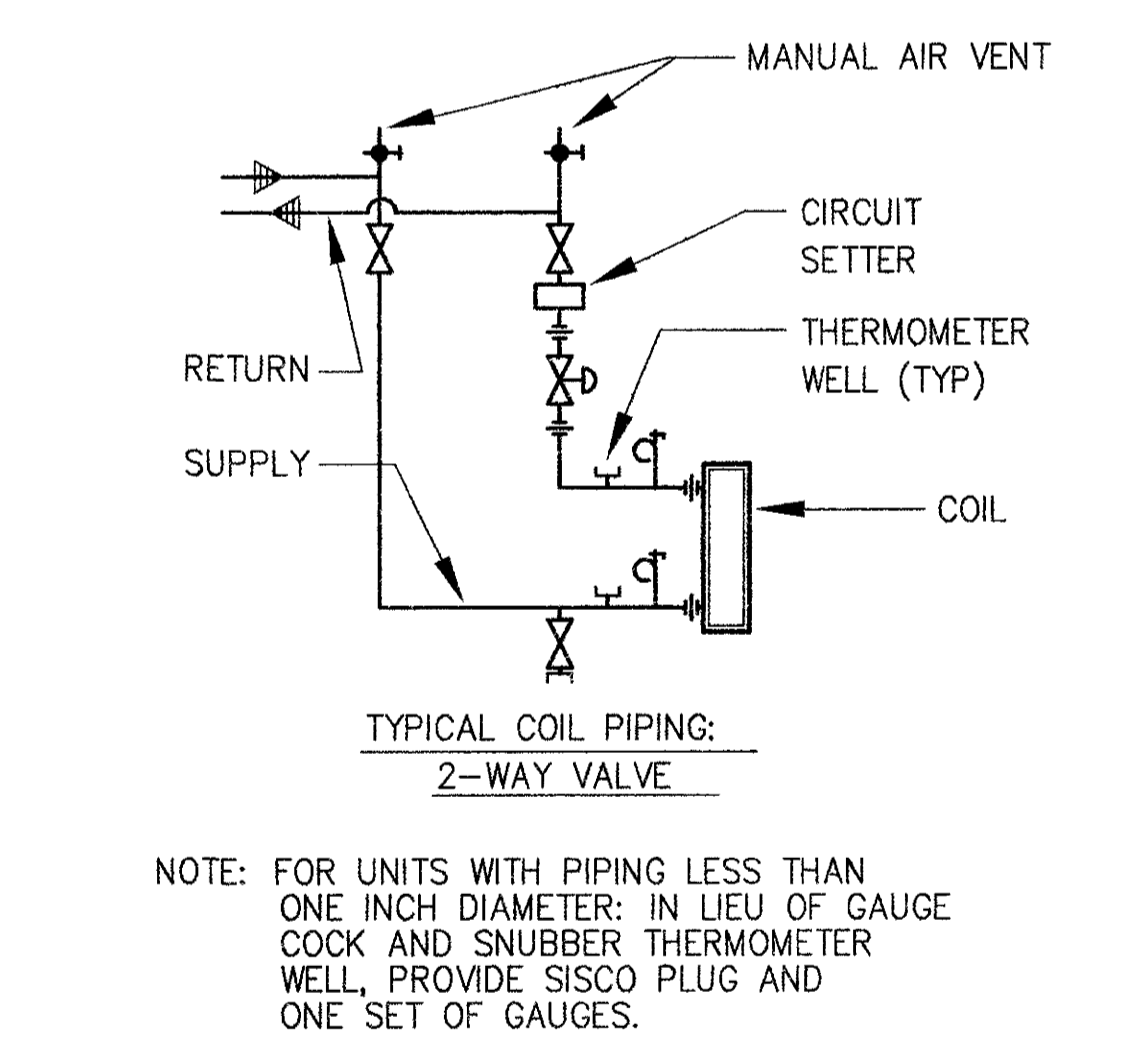 MANUAL AIR VENT
CIRCUIT
SETTER
THERMOMETER
WELL (TYP)
RETURN
SUPPLY
COIL
TYPICAL COIL PIPING:
2-WAY VALVE
NOTE: FOR UNITS WITH PIPING LESS THAN
ONE INCH DIAMETER: IN LIEU OF GAUGE
COCK AND SNUBBER THERMOMETER
WELL, PROVIDE SISCO PLUG AND
ONE SET OF GAUGES.